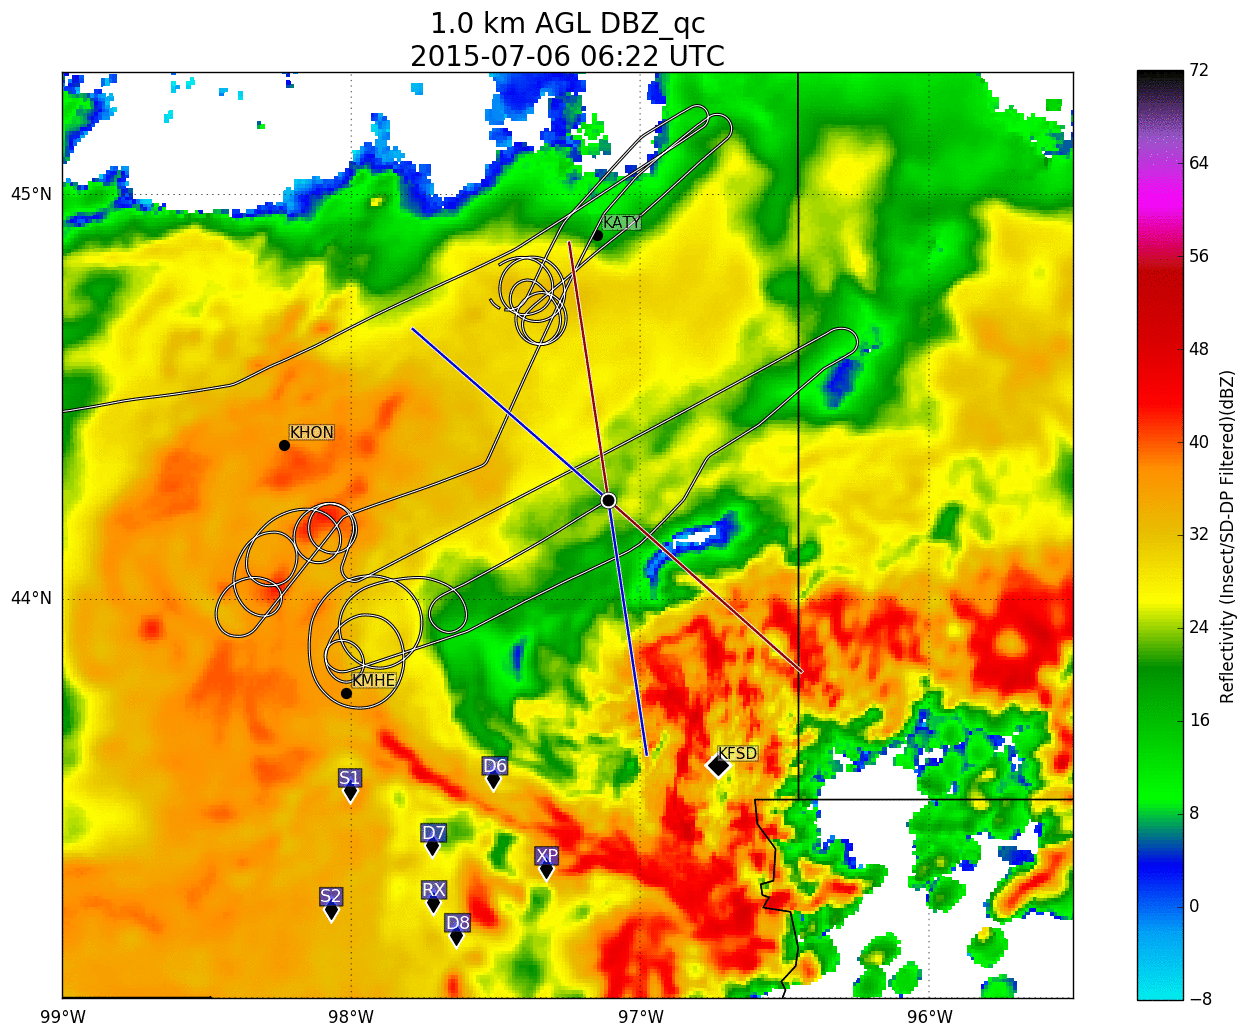 1.0 km AGL DBZ_qc
2015-07-06 06:22 UTC
72
64
56
48
40
32
24
16
8
0
−8
Reflectivity (Insect/SD-DP Filtered)(dBZ)
45°N
44°N
99°W
98°W
97°W
96°W
KATY
KHON
KMHE
KFSD
S1
D6
D7
XP
S2
RX
D8